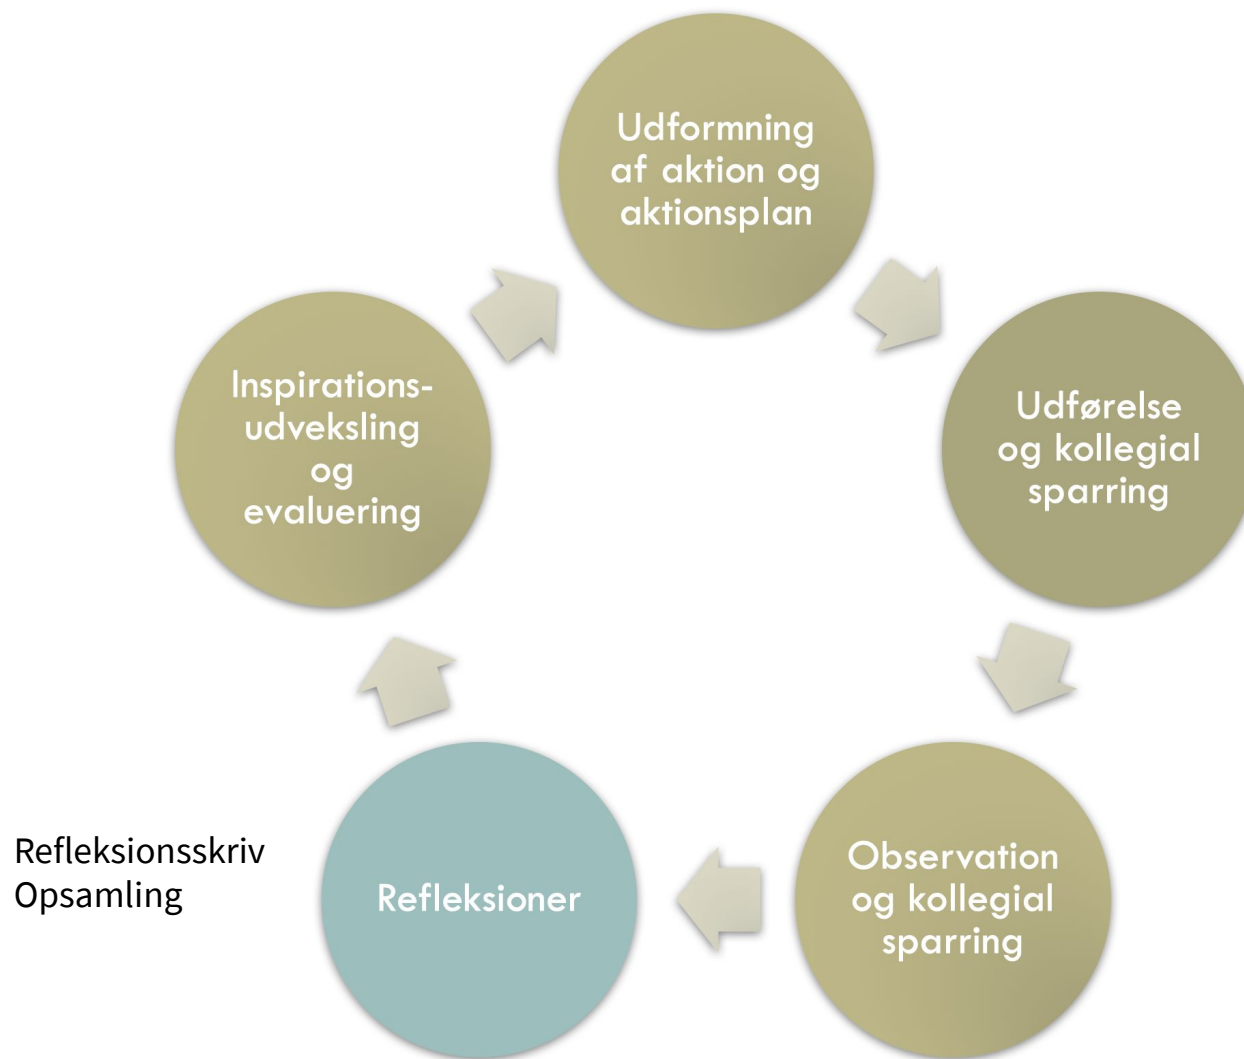 Udformning
af aktion og
aktionsplan
Inspirations-
udveksling
og
evaluering
Udførelse
og kollegial
sparring
Refleksionsskriv
Opsamling
Refleksioner
Observation
og kollegial
sparring